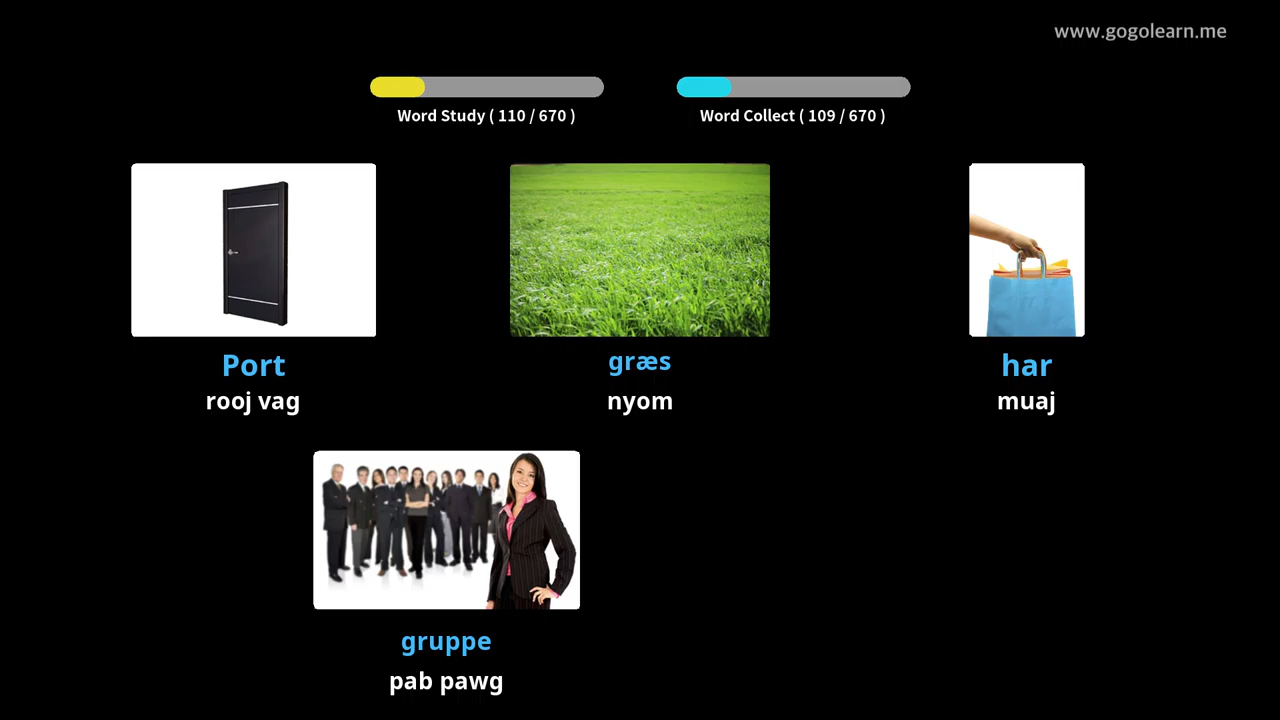 www.gogolearn.me
Word Study ( 110 / 670 )
Word Collect ( 109 / 670 )
Port
rooj vag
græs
nyom
har
muaj
gruppe
pab pawg